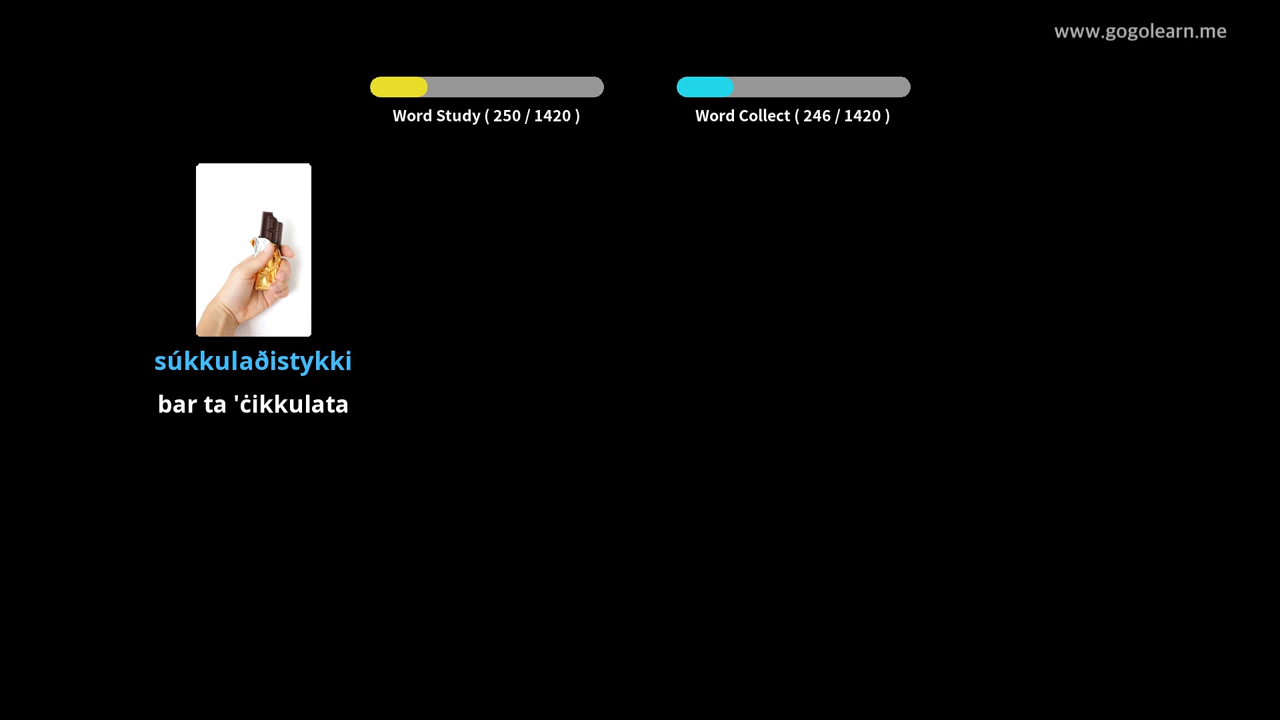 www.gogolearn.me
Word Study ( 250 / 1420 )
Word Collect ( 246 / 1420 )
súkkulaðistykki
bar ta 'ċikkulata